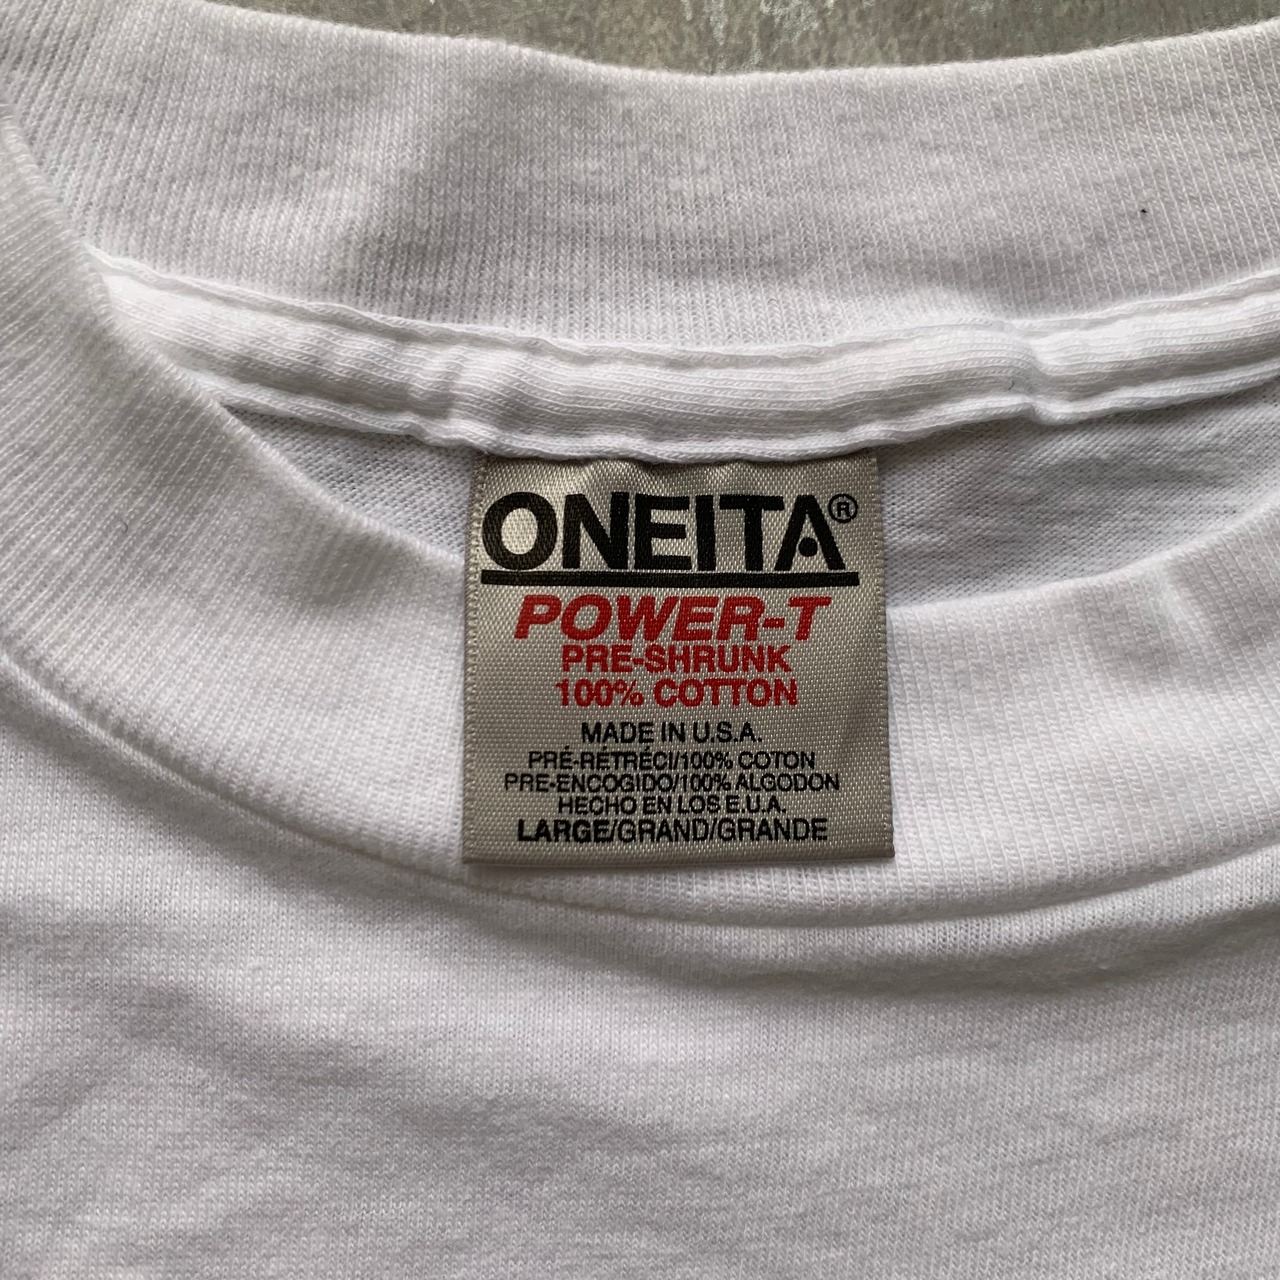 ONEITA®
POWER-T
PRE-SHRUNK
100% COTTON
MADE IN U.S.A.
PRÉ-RÉTRÉCI/100% COTON
PRE-ENCOGIDO/100% ALGODON
HECHO EN LOS E.U.A.
LARGE/GRAND/GRANDE